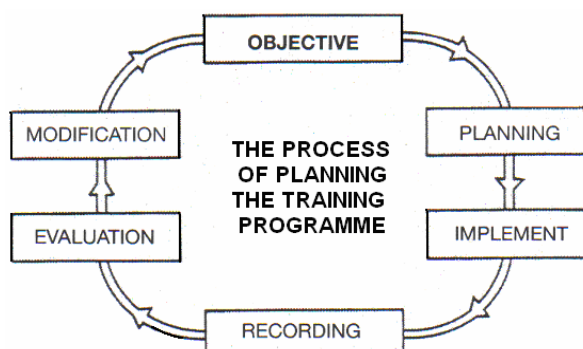 OBJECTIVE
MODIFICATION
PLANNING
THE PROCESS
OF PLANNING
THE TRAINING
PROGRAMME
EVALUATION
IMPLEMENT
RECORDING